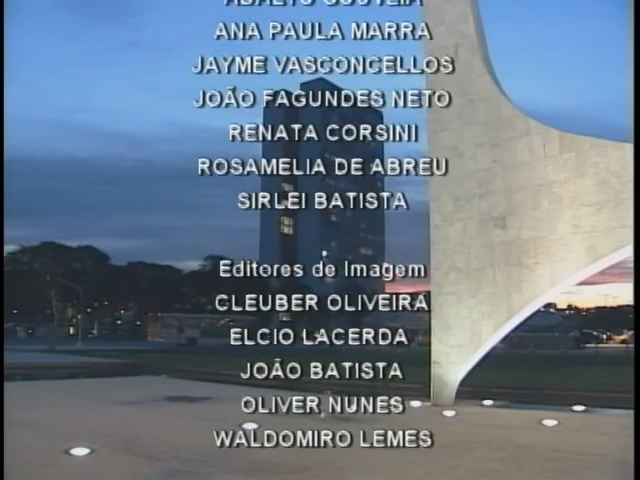 ANA PAULA MARRA
JAYME VASCONCELLOS
JOÃO FAGUNDES NETO
RENATA CORSINI
ROSAMELIA DE ABREU
SIRLEI BATISTA
Editores de Imagem
CLEUBER OLIVEIRA
ELCIO LACERDA
JOÃO BATISTA
OLIVER NUNES
WALDOMIRO LEMES